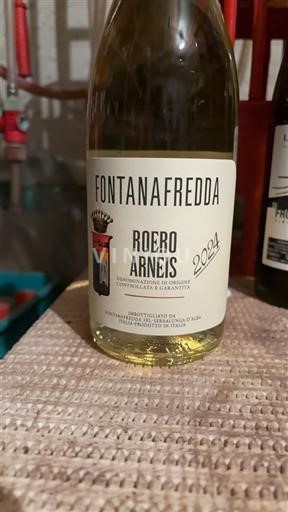 FONTANAFREDDA
ROERO
ARNEIS
2024
DENOMINAZIONE DI ORIGINE
CONTROLLATA E GARANTITA
IMBOTTIGLIATO DA
FONTANAFREDDA SRL-SERRALUNGA D'ALBA
ITALIA-PRODOTTO IN ITALIA